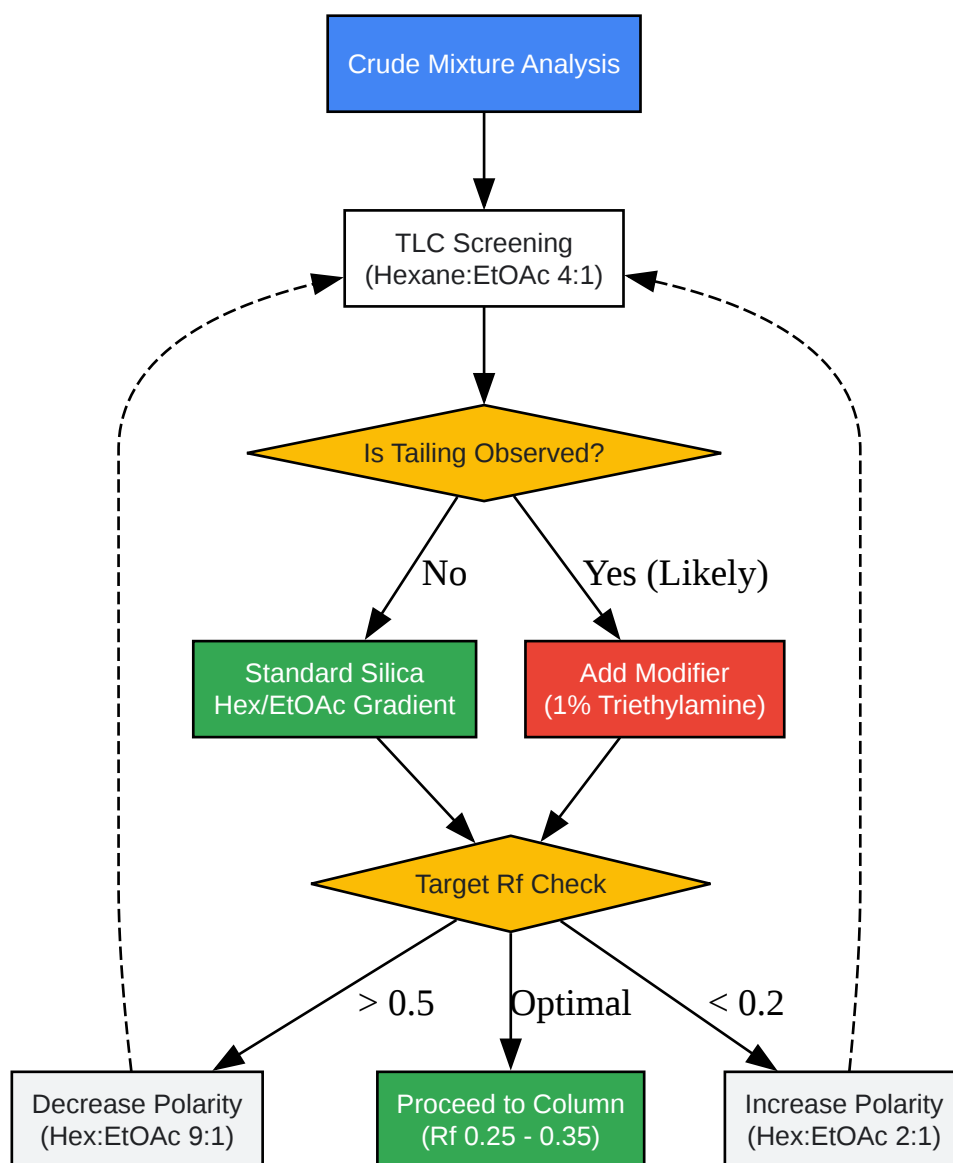 Crude Mixture Analysis
TLC Screening
(Hexane:EtOAc 4:1)
Is Tailing Observed?
No
Yes (Likely)
Standard Silica
Hex/EtOAc Gradient
Add Modifier
(1% Triethylamine)
Target Rf Check
> 0.5
Optimal
< 0.2
Decrease Polarity
(Hex:EtOAc 9:1)
Proceed to Column
(Rf 0.25 - 0.35)
Increase Polarity
(Hex:EtOAc 2:1)